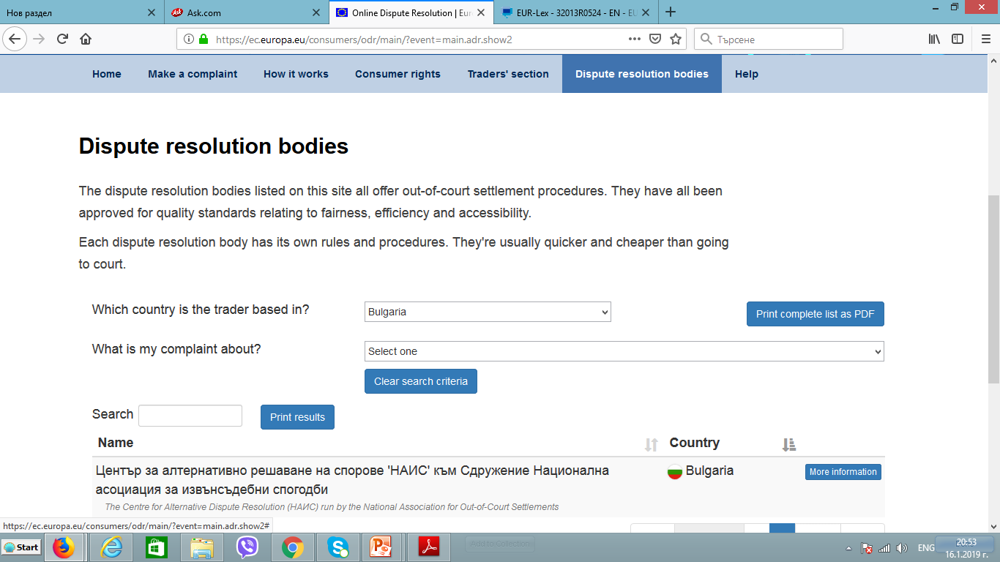 Нов раздел
Ask.com
Online Dispute Resolution | Eur
EUR-Lex - 32013R0524 - EN - EU
https://ec.europa.eu/consumers/odr/main/?event=main.adr.show2
Търсене
Home Make a complaint How it works Consumer rights Traders' section Dispute resolution bodies Help
Dispute resolution bodies
The dispute resolution bodies listed on this site all offer out-of-court settlement procedures. They have all been
approved for quality standards relating to fairness, efficiency and accessibility.
Each dispute resolution body has its own rules and procedures. They're usually quicker and cheaper than going
to court.
Which country is the trader based in? Bulgaria Print complete list as PDF
What is my complaint about? Select one
Clear search criteria
Search Print results
Name Country
Център за алтернативно решаване на спорове 'НАИС' към Сдружение Национална Bulgaria More information
асоциация за извънсъдебни спогодби
The Centre for Alternative Dispute Resolution (НАИС) run by the National Association for Out-of-Court Settlements
https://ec.europa.eu/consumers/odr/main/?event=main.adr.show2#
Start Add to Collection ENG 20:53
16.1.2019 г.